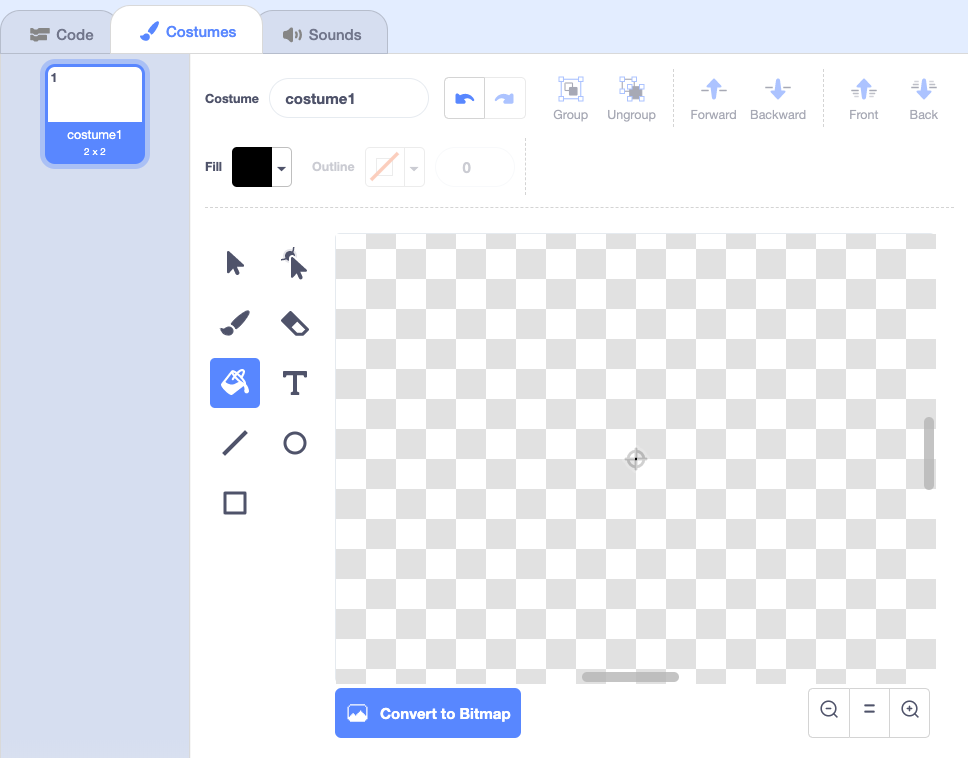 Code
Costumes
Sounds
1
costume1
2 x 2
Costume
costume1
Group
Ungroup
Forward
Backward
Front
Back
Fill
Outline
0
T
Convert to Bitmap